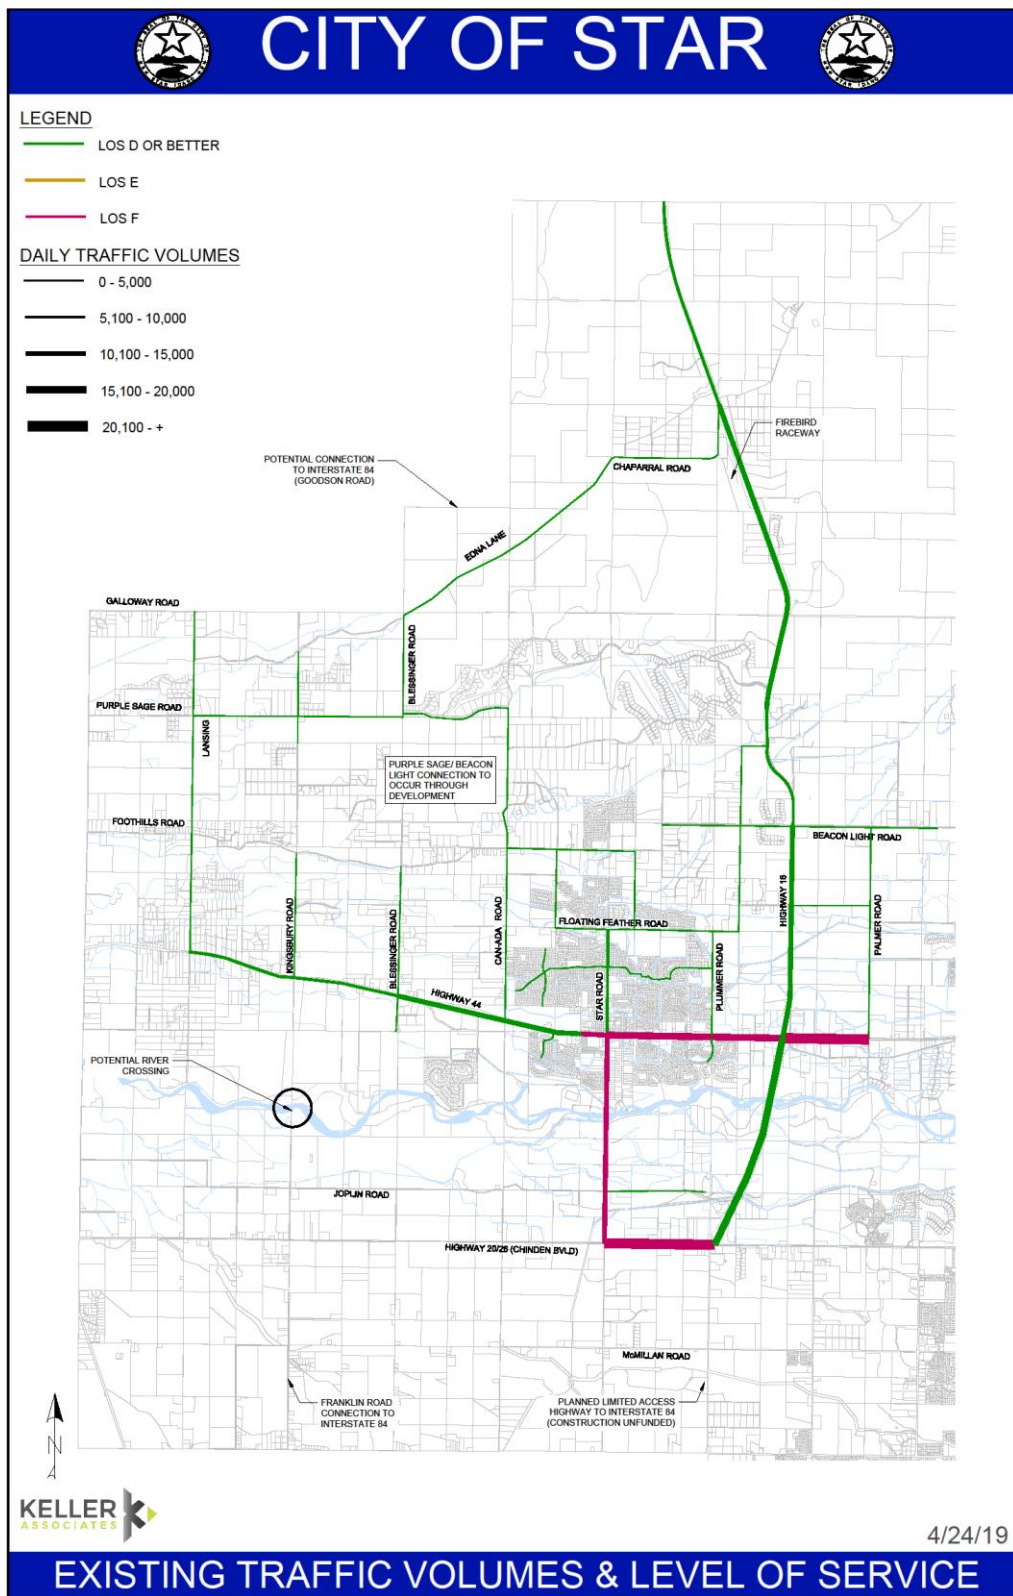 CITY OF STAR
LEGEND
LOS D OR BETTER
LOS E
LOS F
DAILY TRAFFIC VOLUMES
0 - 5,000
5,100 - 10,000
10,100 - 15,000
15,100 - 20,000
20,100 - +
FIREBIRD
RACEWAY
POTENTIAL CONNECTION
TO INTERSTATE 84
(GOODSON ROAD)
CHAPARRAL ROAD
EDNA LANE
GALLOWAY ROAD
BLESSINGER ROAD
PURPLE SAGE ROAD
LANSING
PURPLE SAGE/ BEACON
LIGHT CONNECTION TO
OCCUR THROUGH
DEVELOPMENT
FOOTHILLS ROAD
BEACON LIGHT ROAD
HIGHWAY 16
PALMER ROAD
KINGSBURY ROAD
BLESSINGER ROAD
CAN-ADA ROAD
FLOATING FEATHER ROAD
STAR ROAD
PLUMMER ROAD
HIGHWAY 44
POTENTIAL RIVER
CROSSING
JOPLIN ROAD
HIGHWAY 20/26 (CHINDEN BVLD)
McMILLAN ROAD
FRANKLIN ROAD
CONNECTION TO
INTERSTATE 84
PLANNED LIMITED ACCESS
HIGHWAY TO INTERSTATE 84
(CONSTRUCTION UNFUNDED)
N
KELLER
ASSOCIATES
4/24/19
EXISTING TRAFFIC VOLUMES & LEVEL OF SERVICE